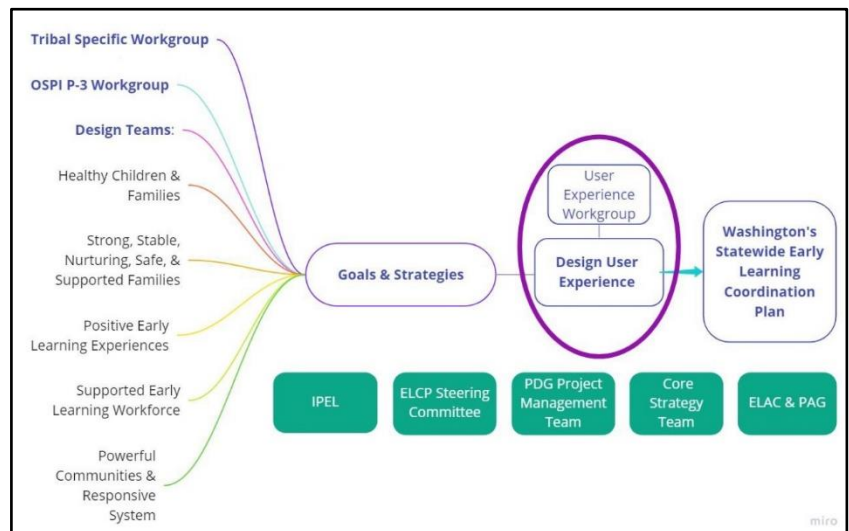 Tribal Specific Workgroup
OSPI P-3 Workgroup
Design Teams:
Healthy Children &
Families
Strong, Stable,
Nurturing, Safe, &
Supported Families
Positive Early
Learning Experiences
Supported Early
Learning Workforce
Powerful
Communities &
Responsive
System
Goals & Strategies
User
Experience
Workgroup
Design User
Experience
Washington's
Statewide Early
Learning
Coordination
Plan
IPEL
ELCP Steering
Committee
PDG Project
Management
Team
Core
Strategy
Team
ELAC & PAG
miro